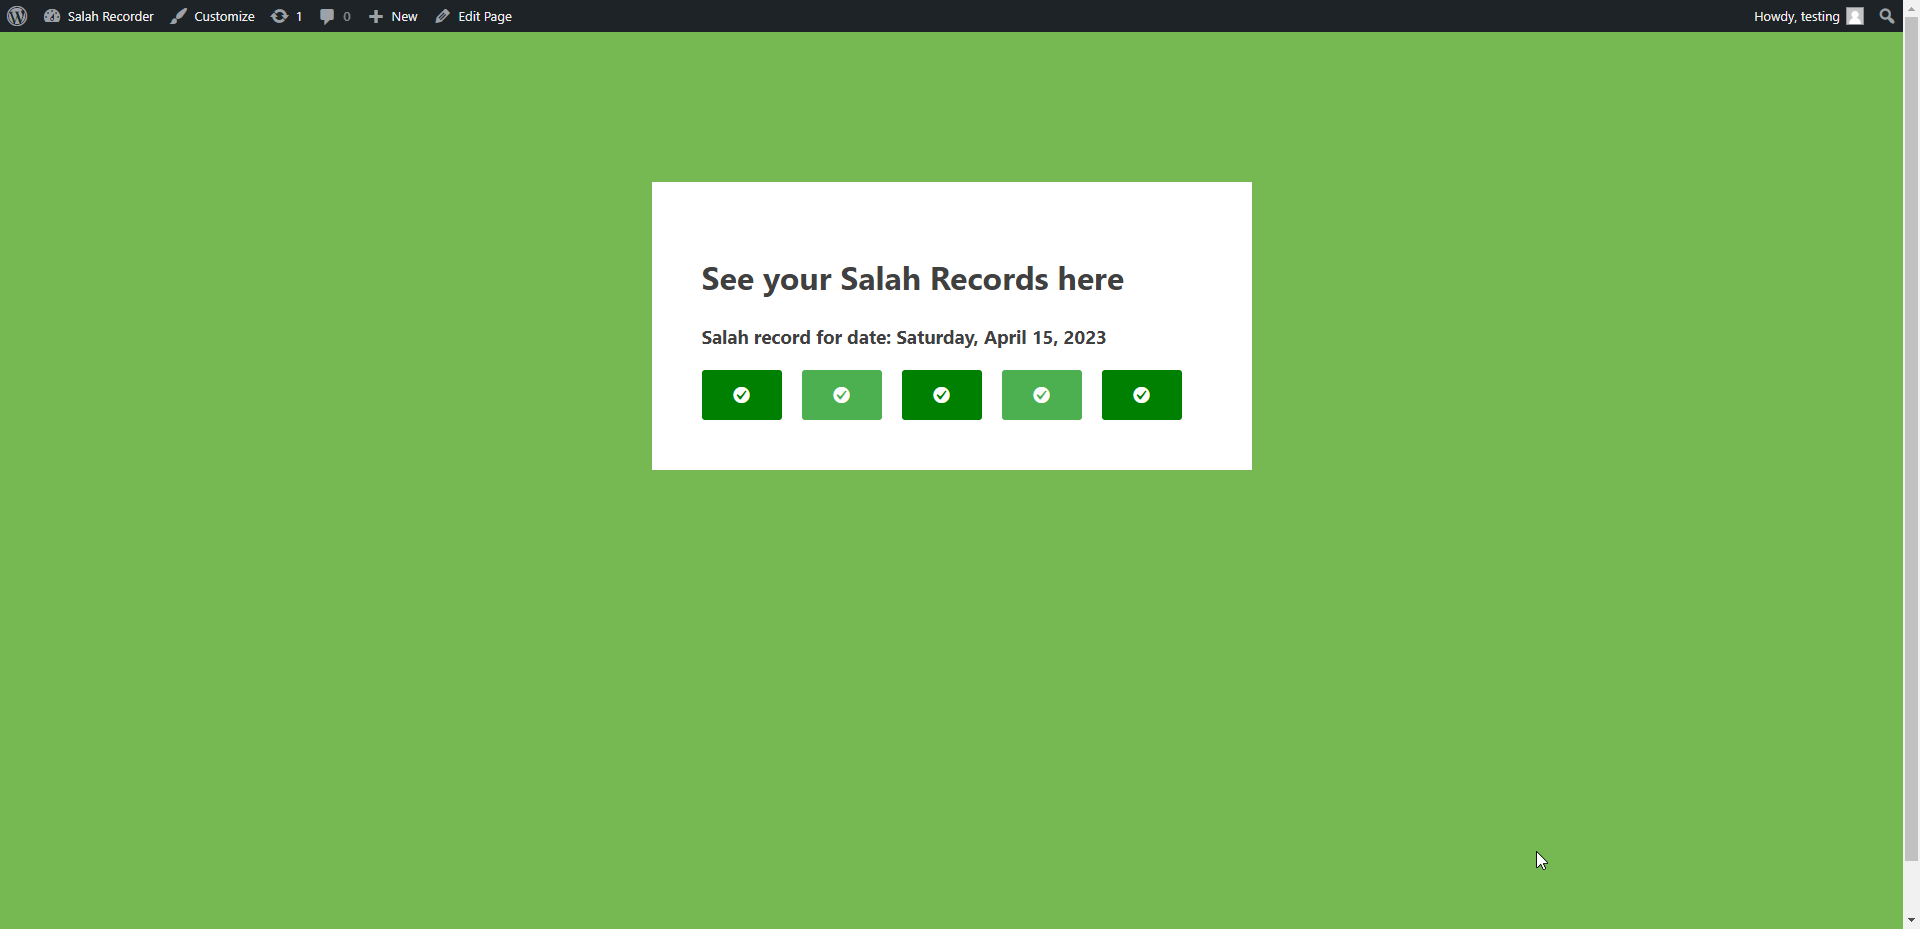 Salah Recorder Customize 1 0 New Edit Page Howdy, testing
See your Salah Records here
Salah record for date: Saturday, April 15, 2023